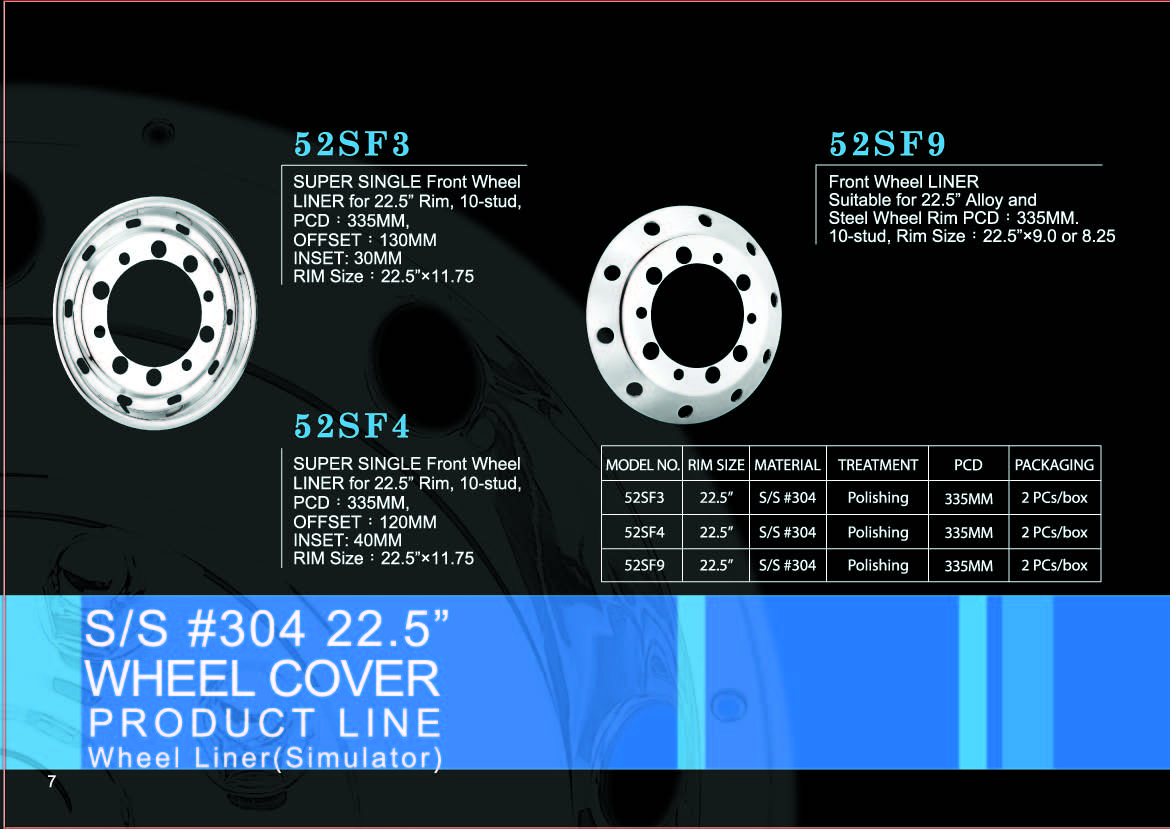 52SF3
SUPER SINGLE Front Wheel
LINER for 22.5” Rim, 10-stud,
PCD：335MM,
OFFSET：130MM
INSET: 30MM
RIM Size：22.5”×11.75
52SF4
SUPER SINGLE Front Wheel
LINER for 22.5” Rim, 10-stud,
PCD：335MM,
OFFSET：120MM
INSET: 40MM
RIM Size：22.5”×11.75
52SF9
Front Wheel LINER
Suitable for 22.5” Alloy and
Steel Wheel Rim PCD：335MM.
10-stud, Rim Size：22.5”×9.0 or 8.25
MODEL NO. RIM SIZE MATERIAL TREATMENT PCD PACKAGING
52SF3 22.5” S/S #304 Polishing 335MM 2 PCs/box
52SF4 22.5” S/S #304 Polishing 335MM 2 PCs/box
52SF9 22.5” S/S #304 Polishing 335MM 2 PCs/box
S/S #304 22.5”
WHEEL COVER
PRODUCT LINE
Wheel Liner(Simulator)
7